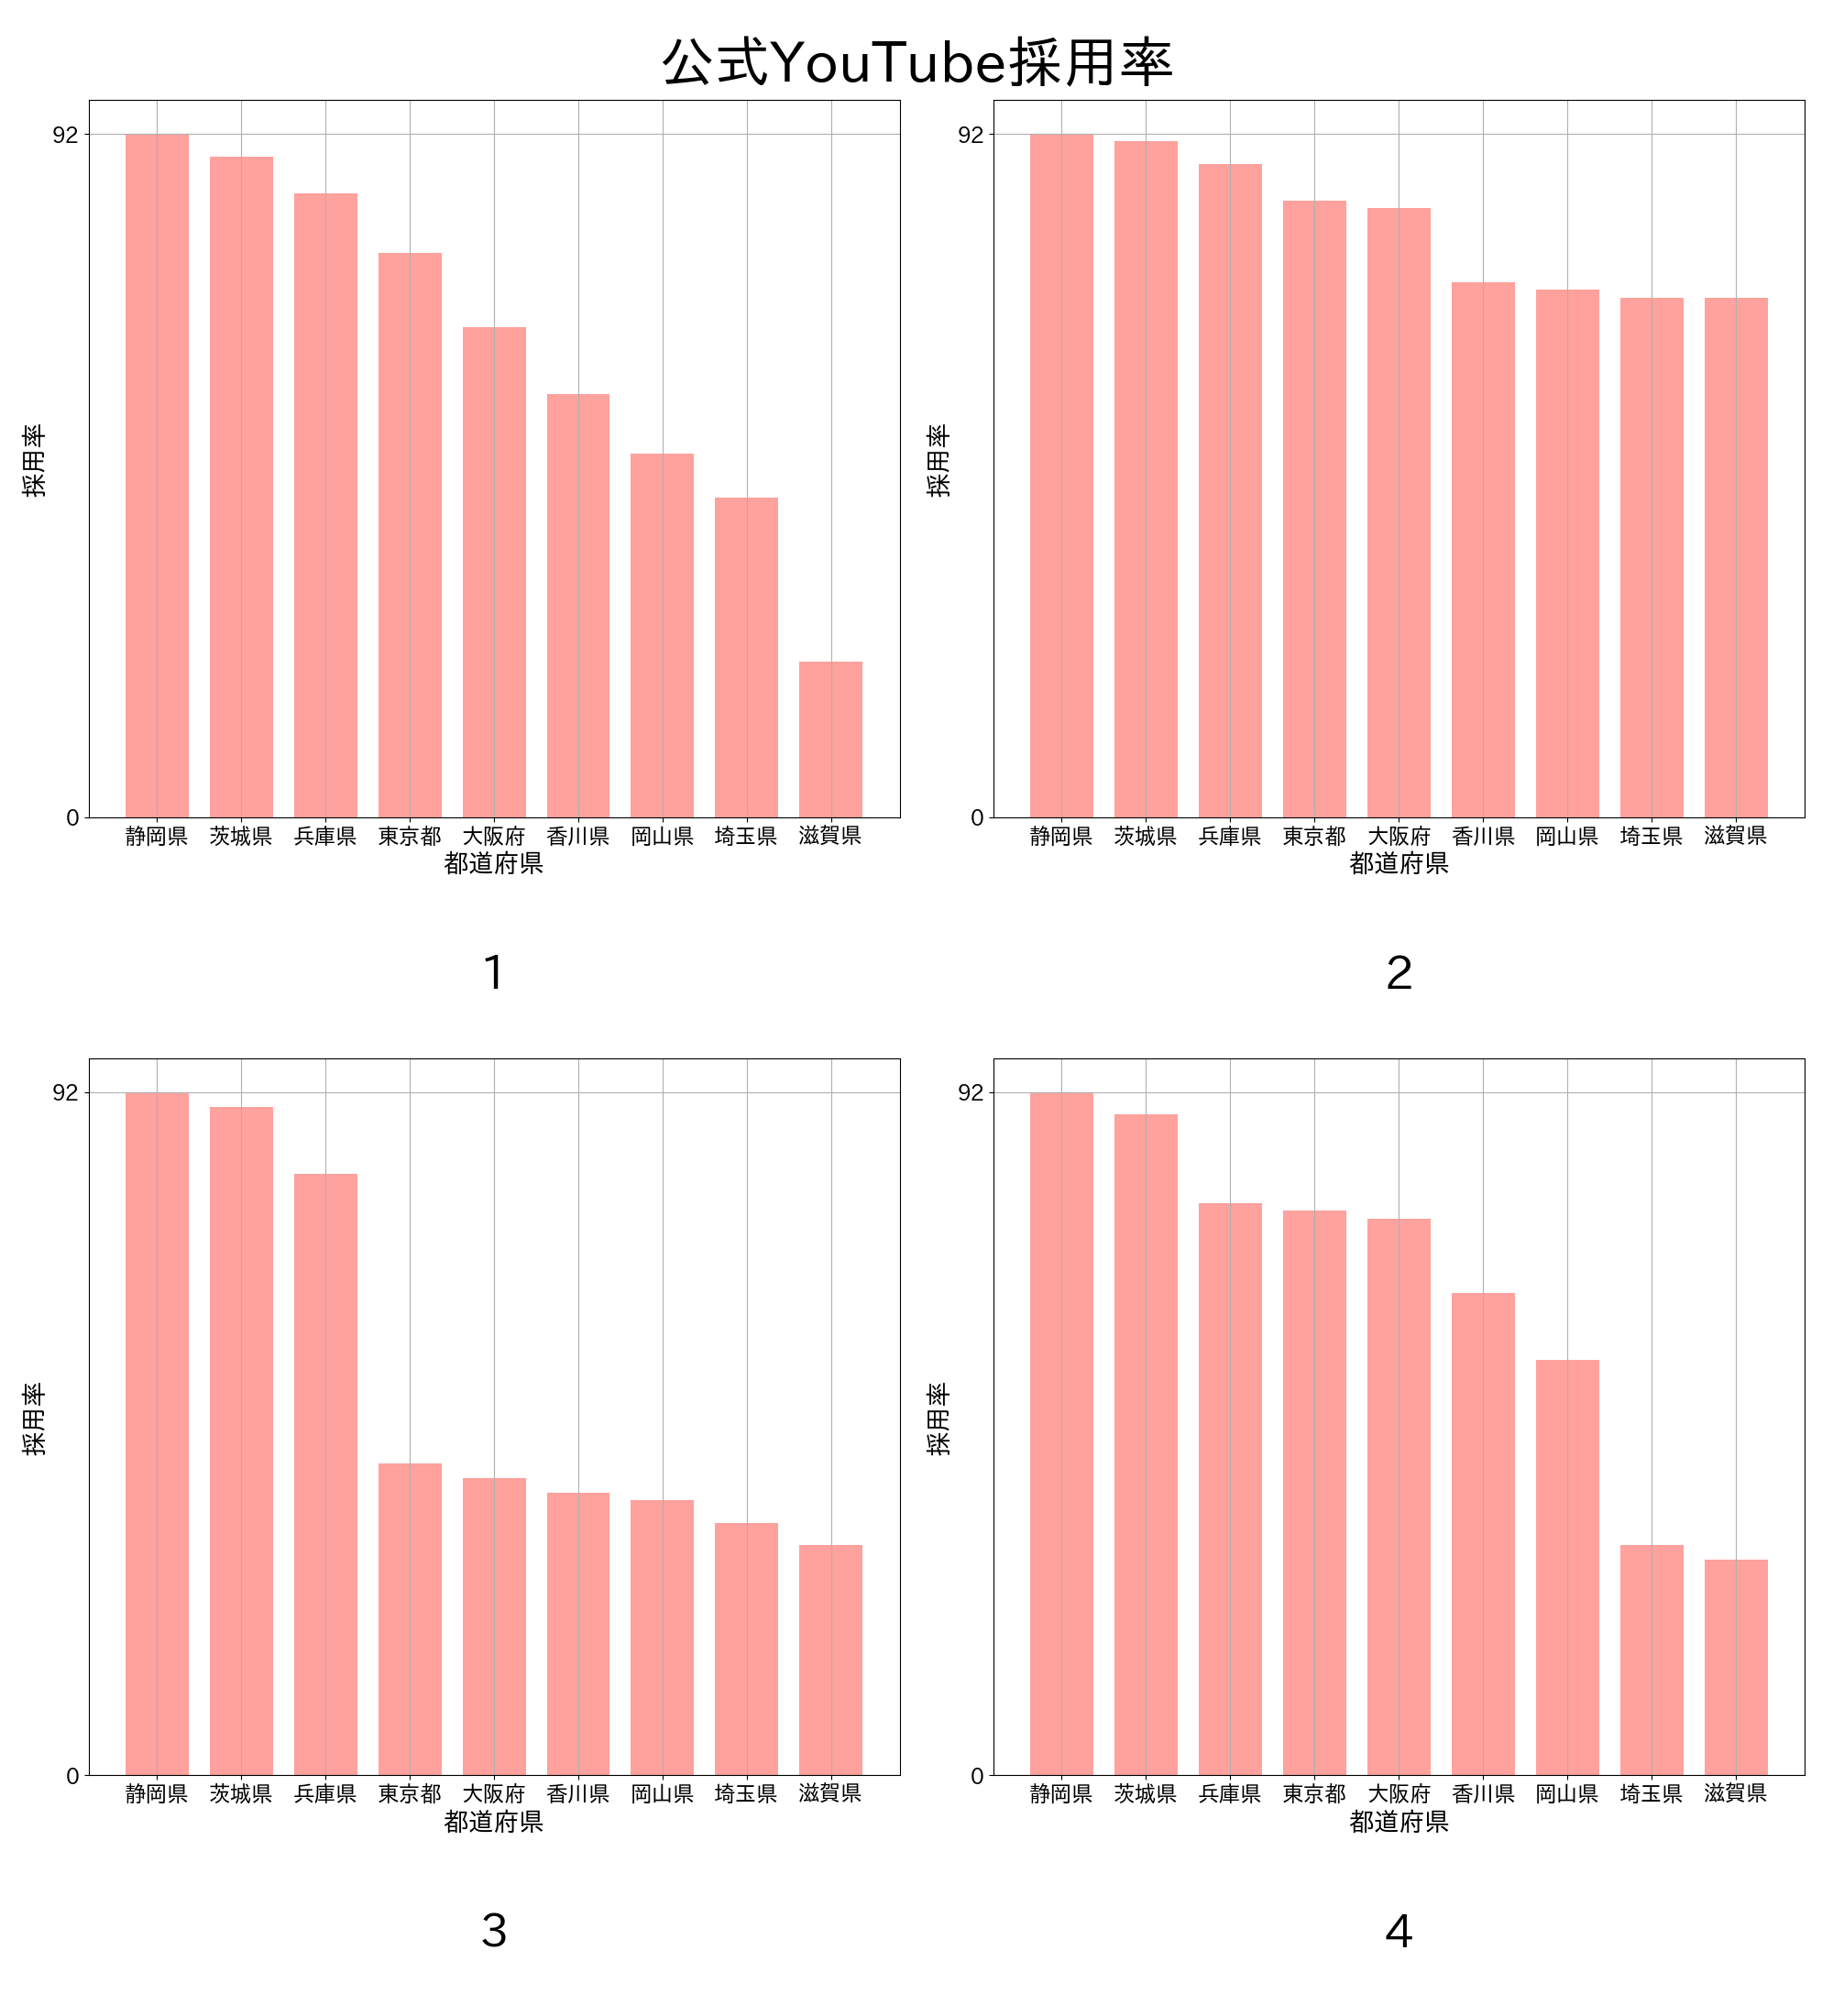 公式YouTube採用率
92
0
採用率
静岡県 茨城県 兵庫県 東京都 大阪府 香川県 岡山県 埼玉県 滋賀県
都道府県
1
92
0
採用率
静岡県 茨城県 兵庫県 東京都 大阪府 香川県 岡山県 埼玉県 滋賀県
都道府県
2
92
0
採用率
静岡県 茨城県 兵庫県 東京都 大阪府 香川県 岡山県 埼玉県 滋賀県
都道府県
3
92
0
採用率
静岡県 茨城県 兵庫県 東京都 大阪府 香川県 岡山県 埼玉県 滋賀県
都道府県
4